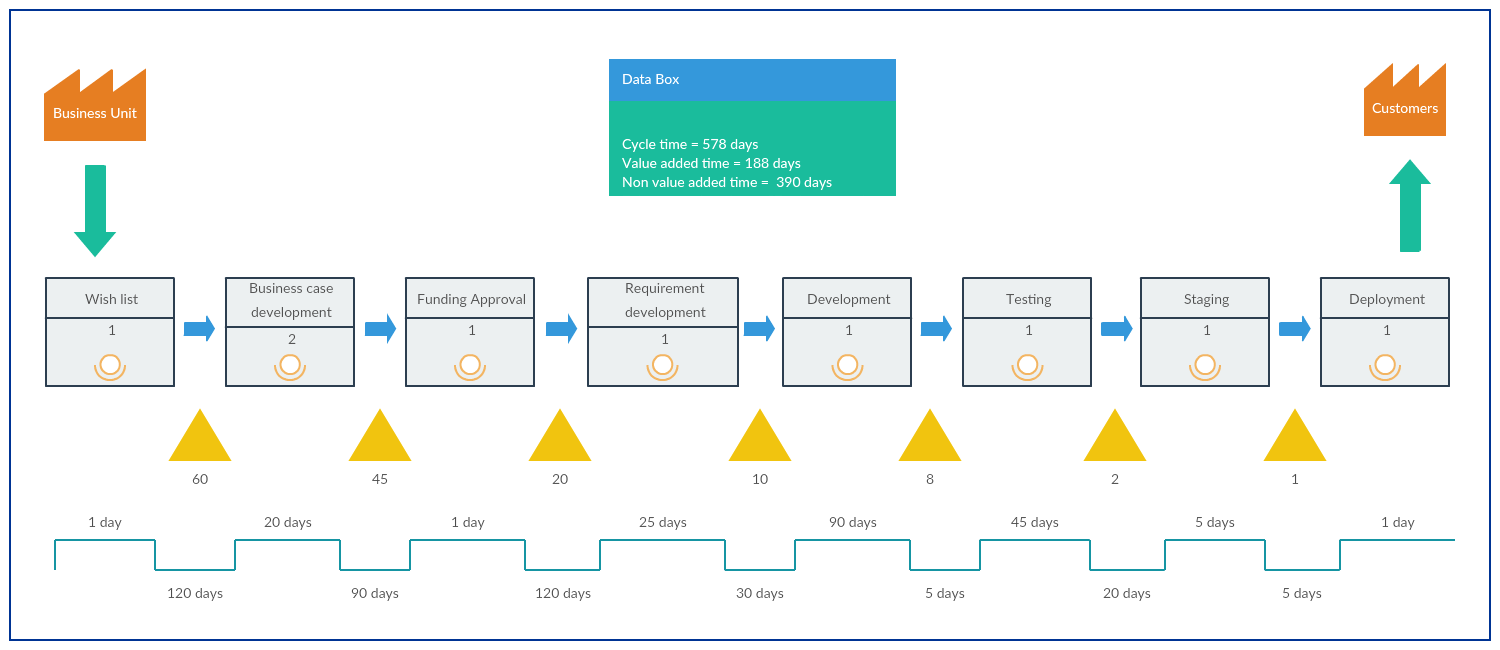 Business Unit
Data Box
Cycle time = 578 days
Value added time = 188 days
Non value added time =  390 days
Customers
Wish list
1
Business case
development
2
Funding Approval
1
Requirement
development
1
Development
1
Testing
1
Staging
1
Deployment
1
60
45
20
10
8
2
1
1 day
20 days
1 day
25 days
90 days
45 days
5 days
1 day
120 days
90 days
120 days
30 days
5 days
20 days
5 days